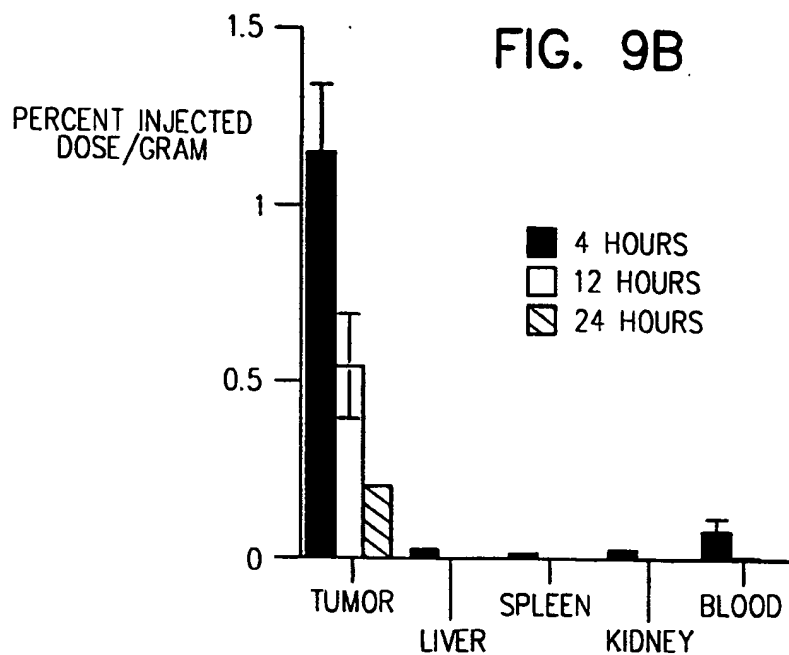 FIG. 9B
PERCENT INJECTED
DOSE/GRAM
1.5
1
0.5
0
4 HOURS
12 HOURS
24 HOURS
TUMOR
LIVER
SPLEEN
KIDNEY
BLOOD